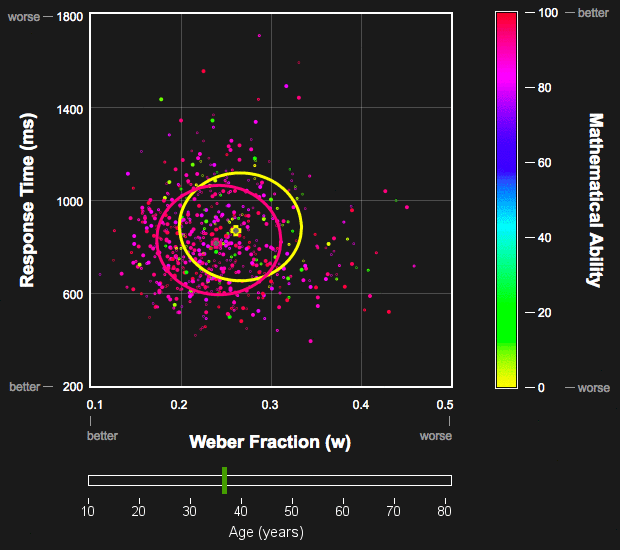 worse
1800
1400
1000
600
better
200
Response Time (ms)
0.1
0.2
0.3
0.4
0.5
better
worse
Weber Fraction (w)
10
20
30
40
50
60
70
80
Age (years)
100
better
80
60
40
20
0
worse
Mathematical Ability